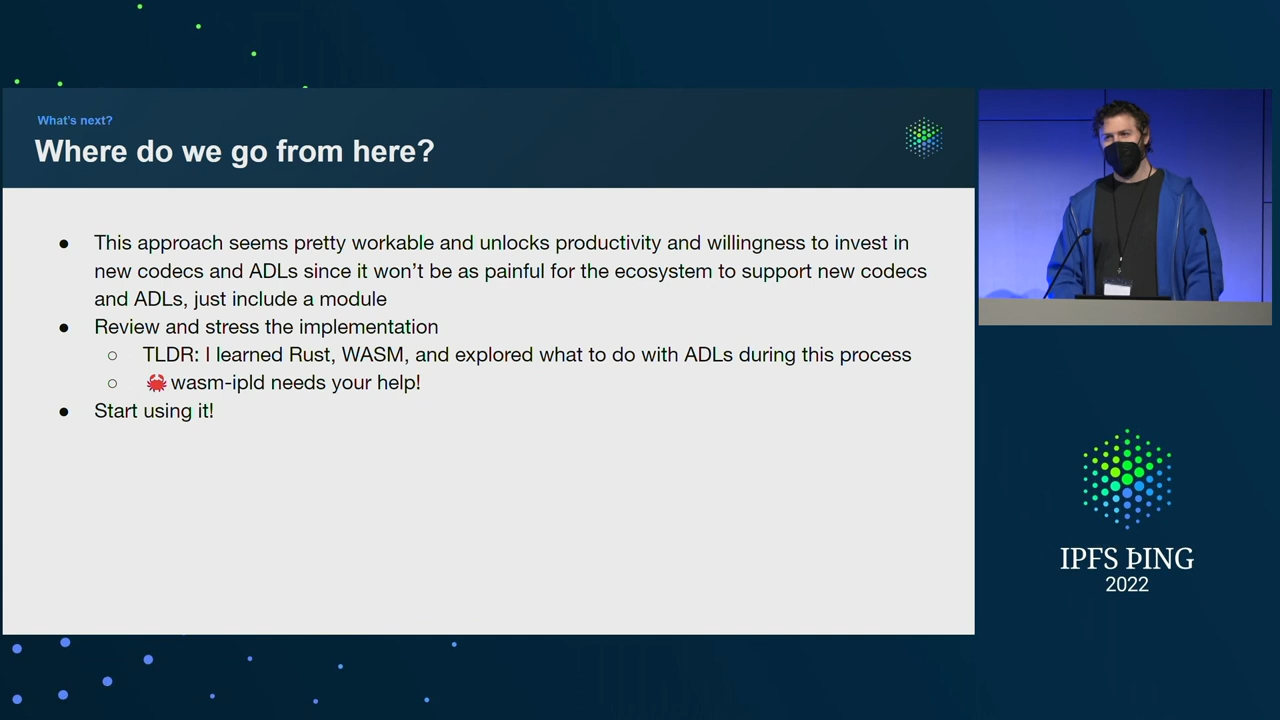 What's next?
Where do we go from here?
● This approach seems pretty workable and unlocks productivity and willingness to invest in
new codecs and ADLs since it won't be as painful for the ecosystem to support new codecs
and ADLs, just include a module
● Review and stress the implementation
○ TLDR: I learned Rust, WASM, and explored what to do with ADLs during this process
○ 🦀 wasm-ipld needs your help!
● Start using it!
IPFS ÞING
2022